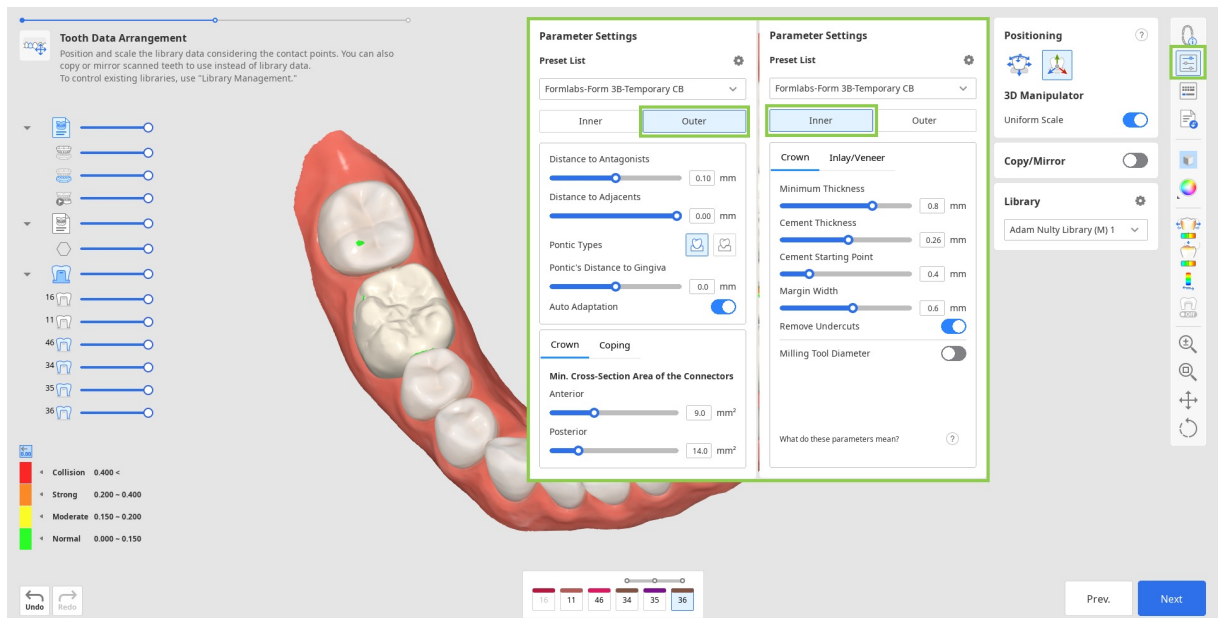 Tooth Data Arrangement
Position and scale the library data considering the contact points. You can also
copy or mirror scanned teeth to use instead of library data.
To control existing libraries, use "Library Management."
16
11
46
34
35
36
0.00
Collision 0.400 <
Strong 0.200 ~ 0.400
Moderate 0.150 ~ 0.200
Normal 0.000 ~ 0.150
Undo
Redo
Parameter Settings
Preset List
Formlabs-Form 3B-Temporary CB
Inner Outer
Distance to Antagonists
0.10 mm
Distance to Adjacents
0.00 mm
Pontic Types
Pontic's Distance to Gingiva
0.0 mm
Auto Adaptation
Crown Coping
Min. Cross-Section Area of the Connectors
Anterior
9.0 mm²
Posterior
14.0 mm²
Parameter Settings
Preset List
Formlabs-Form 3B-Temporary CB
Inner Outer
Crown Inlay/Veneer
Minimum Thickness
0.8 mm
Cement Thickness
0.26 mm
Cement Starting Point
0.4 mm
Margin Width
0.6 mm
Remove Undercuts
Milling Tool Diameter
What do these parameters mean? ?
Positioning ?
3D Manipulator
Uniform Scale
Copy/Mirror
Library
Adam Nulty Library (M) 1
16 11 46 34 35 36
Prev. Next